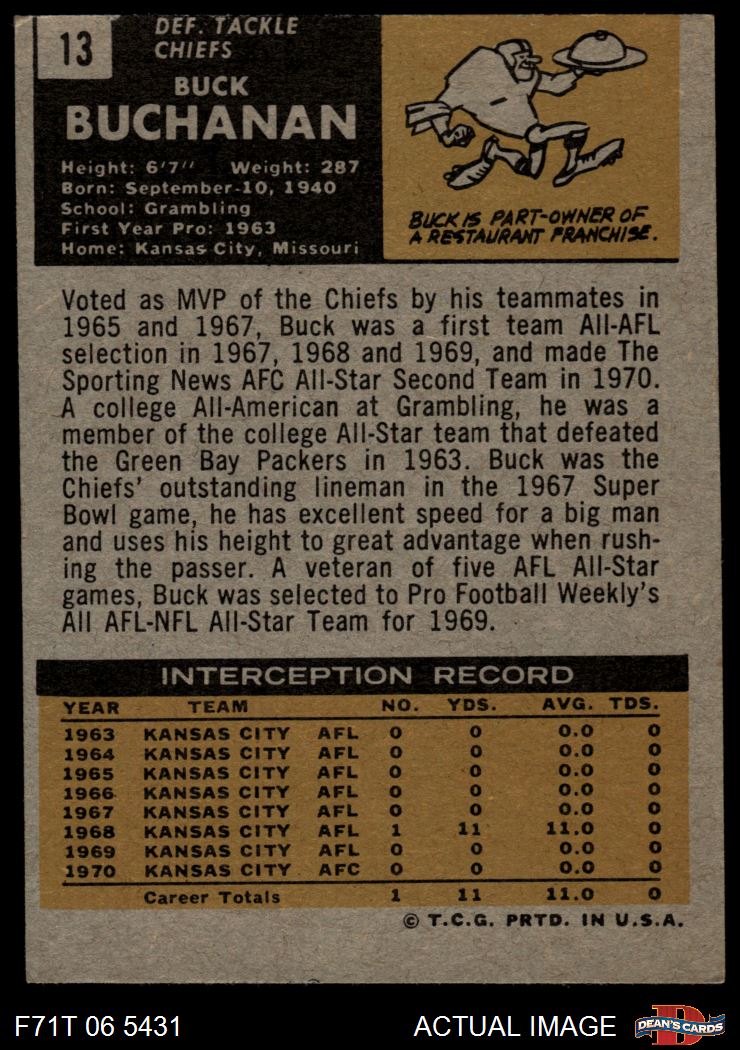 13
DEF. TACKLE
CHIEFS
BUCK
BUCHANAN
Height: 6'7" Weight: 287
Born: September 10, 1940
School: Grambling
First Year Pro: 1963
Home: Kansas City, Missouri
BUCK IS PART-OWNER OF
A RESTAURANT FRANCHISE.
Voted as MVP of the Chiefs by his teammates in
1965 and 1967, Buck was a first team All-AFL
selection in 1967, 1968 and 1969, and made The
Sporting News AFC All-Star Second Team in 1970.
A college All-American at Grambling, he was a
member of the college All-Star team that defeated
the Green Bay Packers in 1963. Buck was the
Chiefs' outstanding lineman in the 1967 Super
Bowl game, he has excellent speed for a big man
and uses his height to great advantage when rush-
ing the passer. A veteran of five AFL All-Star
games, Buck was selected to Pro Football Weekly's
All AFL-NFL All-Star Team for 1969.
INTERCEPTION RECORD
YEAR TEAM NO. YDS. AVG. TDS.
1963 KANSAS CITY AFL 0 0 0.0 0
1964 KANSAS CITY AFL 0 0 0.0 0
1965 KANSAS CITY AFL 0 0 0.0 0
1966 KANSAS CITY AFL 0 0 0.0 0
1967 KANSAS CITY AFL 0 0 0.0 0
1968 KANSAS CITY AFL 1 11 11.0 0
1969 KANSAS CITY AFL 0 0 0.0 0
1970 KANSAS CITY AFC 0 0 0.0 0
Career Totals 1 11 11.0 0
© T.C.G. PRTD. IN U.S.A.
F71T 06 5431 ACTUAL IMAGE D DEAN'S CARDS